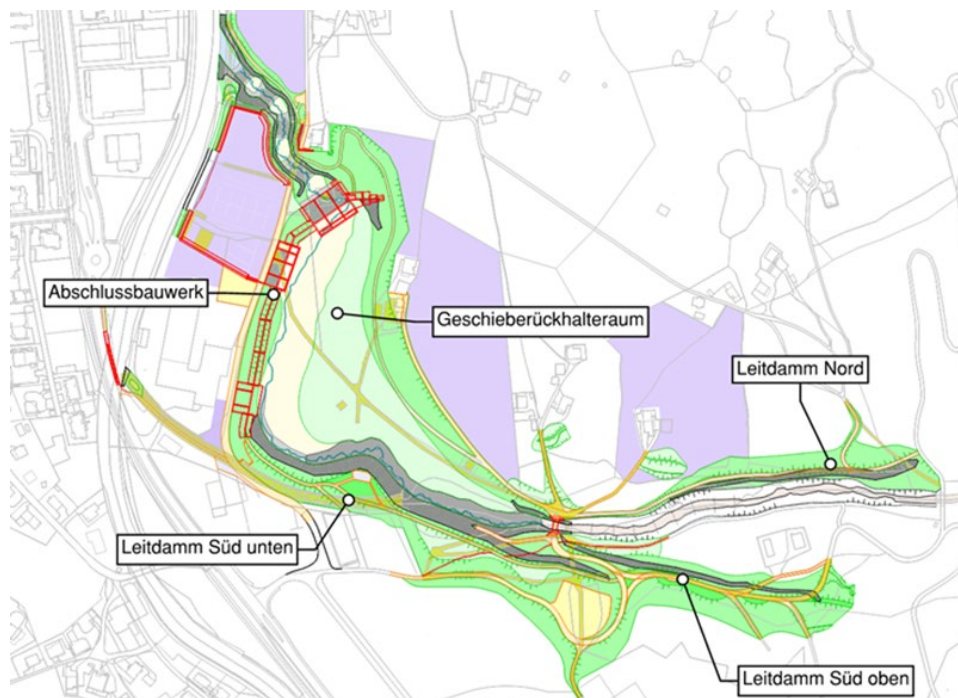 Abschlussbauwerk
Geschieberückhalteraum
Leitdamm Nord
Leitdamm Süd unten
Leitdamm Süd oben